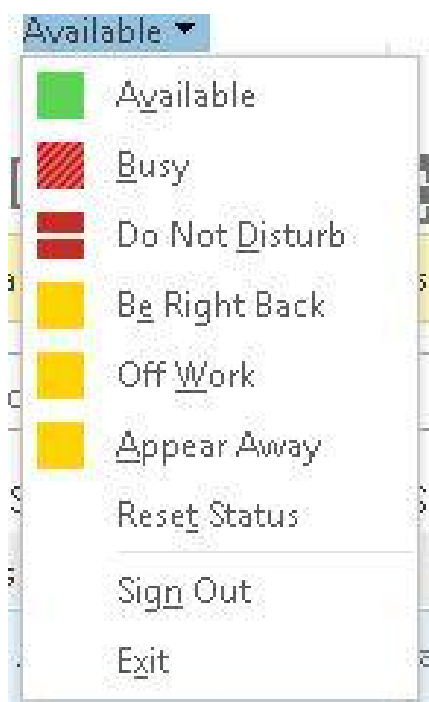 Available
Available
Busy
Do Not Disturb
Be Right Back
Off Work
Appear Away
Reset Status
Sign Out
Exit